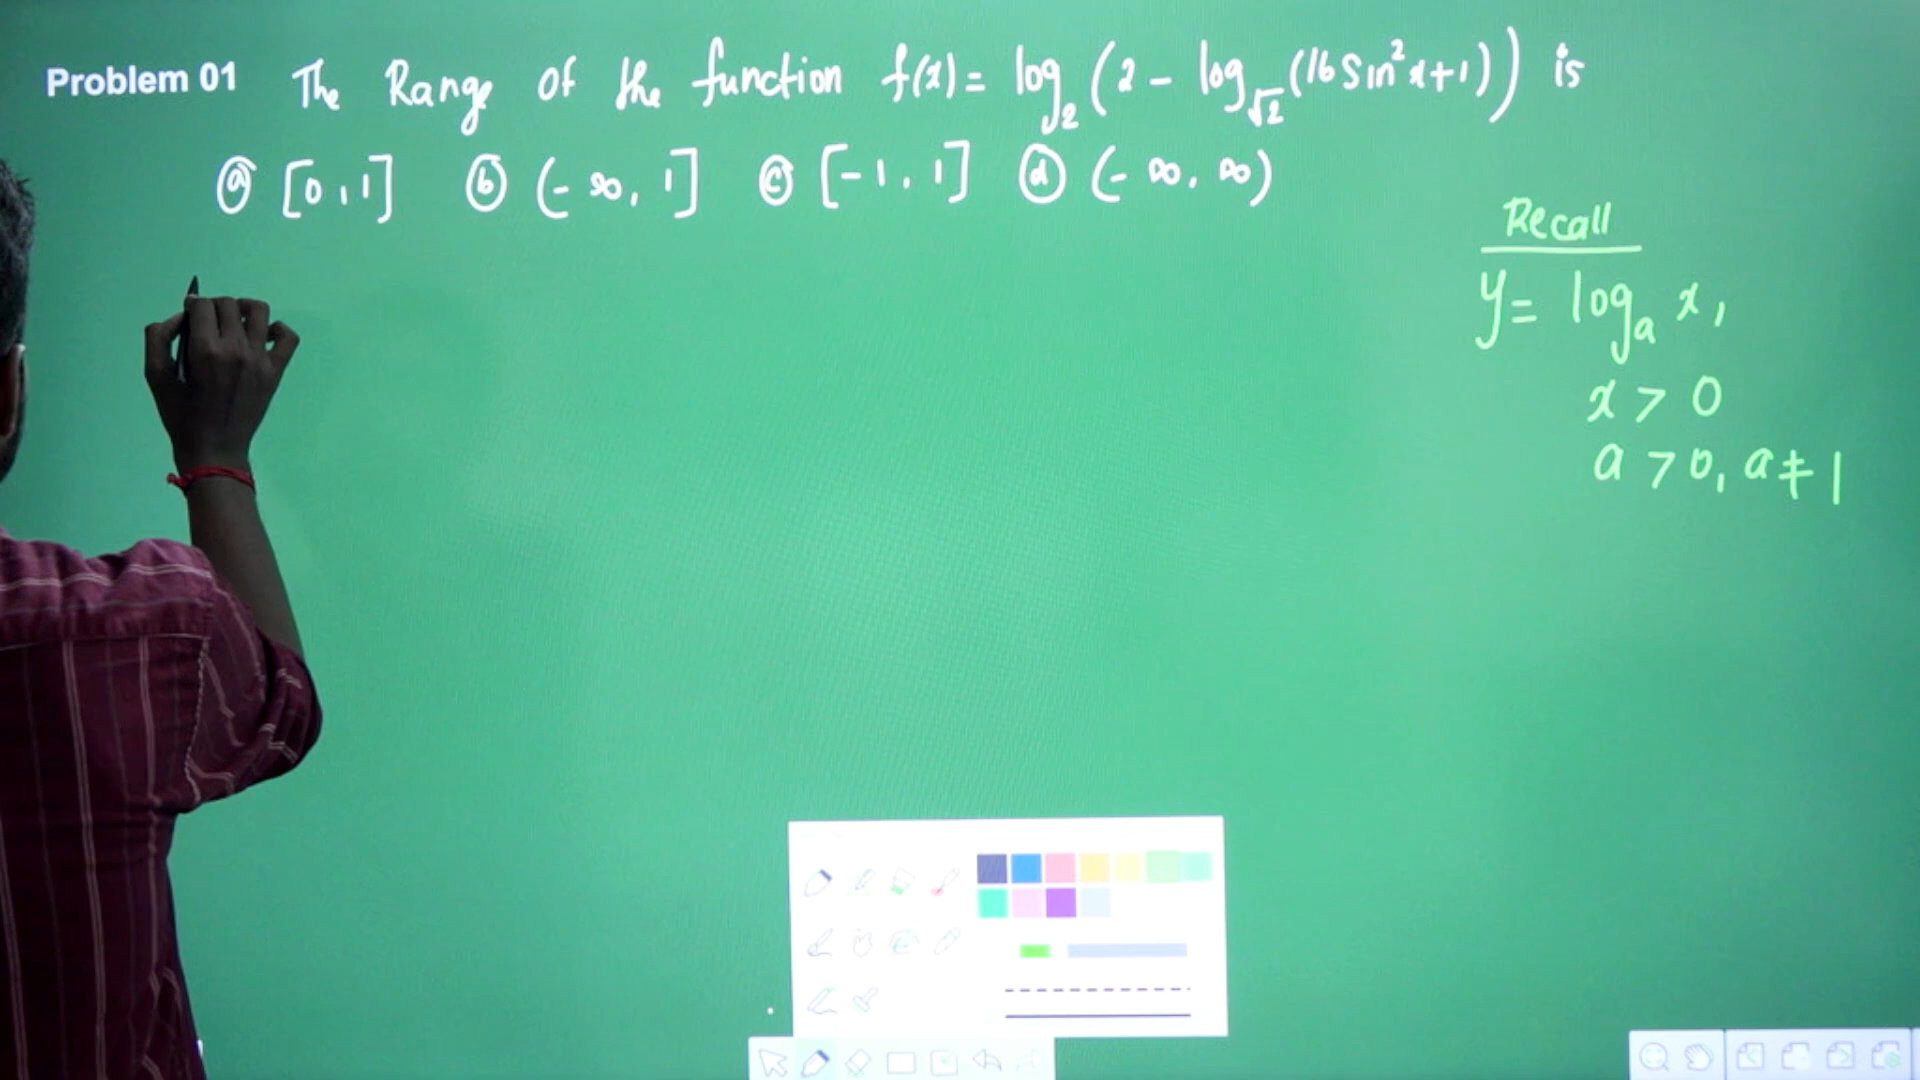 Problem 01 The Range of the function f(x) = log₂ (2 - log_√2 (16 Sin²x+1)) is
ⓐ [0, 1] ⓑ (-∞, 1] ⓒ [-1, 1] ⓓ (-∞, ∞)
Recall
y = logₐ x,
x > 0
a > 0, a ≠ 1